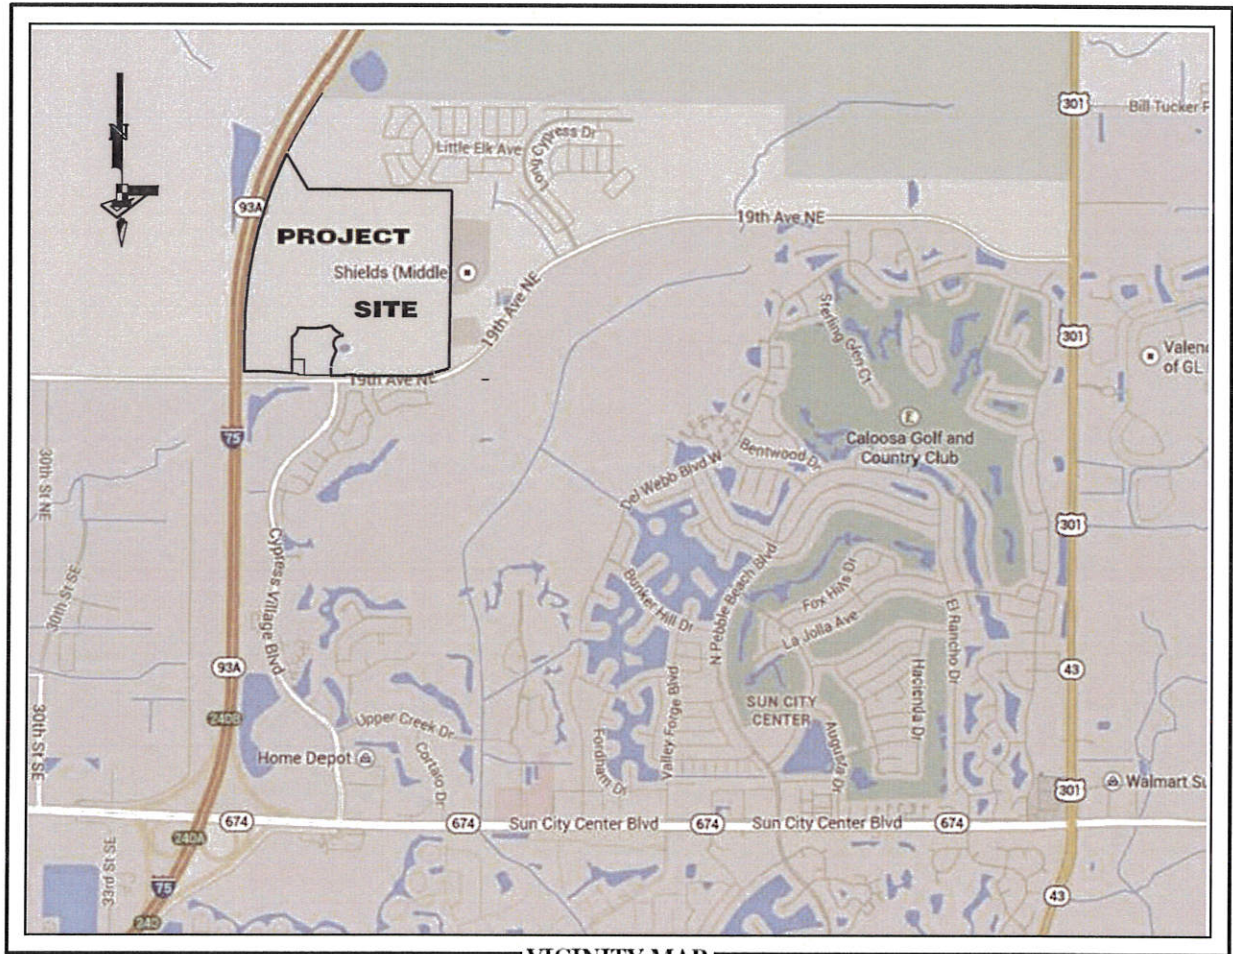 301
Bill Tucker
N
Little Elk Ave
Long Cypress Dr
93A
19th Ave NE
PROJECT
Shields (Middle
SITE
19th Ave NE
Sterling Glen Ct
301
Valen
of GL
19th Ave NE
75
Caloosa Golf and
Country Club
Bentwood Dr
Del Webb Blvd W
30th St NE
301
Cypress Village Blvd
30th St SE
Bunker Hill Dr
N Pebble Beach Blvd
Fox Hills Dr
La Jolla Ave
El Rancho Dr
93A
43
Hacienda Dr
Valley Forge Blvd
SUN CITY
CENTER
30th St SE
240B
Upper Creek Dr
Augusta Dr
Home Depot
Cortaro Dr
Fordham Dr
301
Walmart Su
674
674
Sun City Center Blvd
674
Sun City Center Blvd
674
240A
33rd St SE
75
43
240
VICINITY MAP